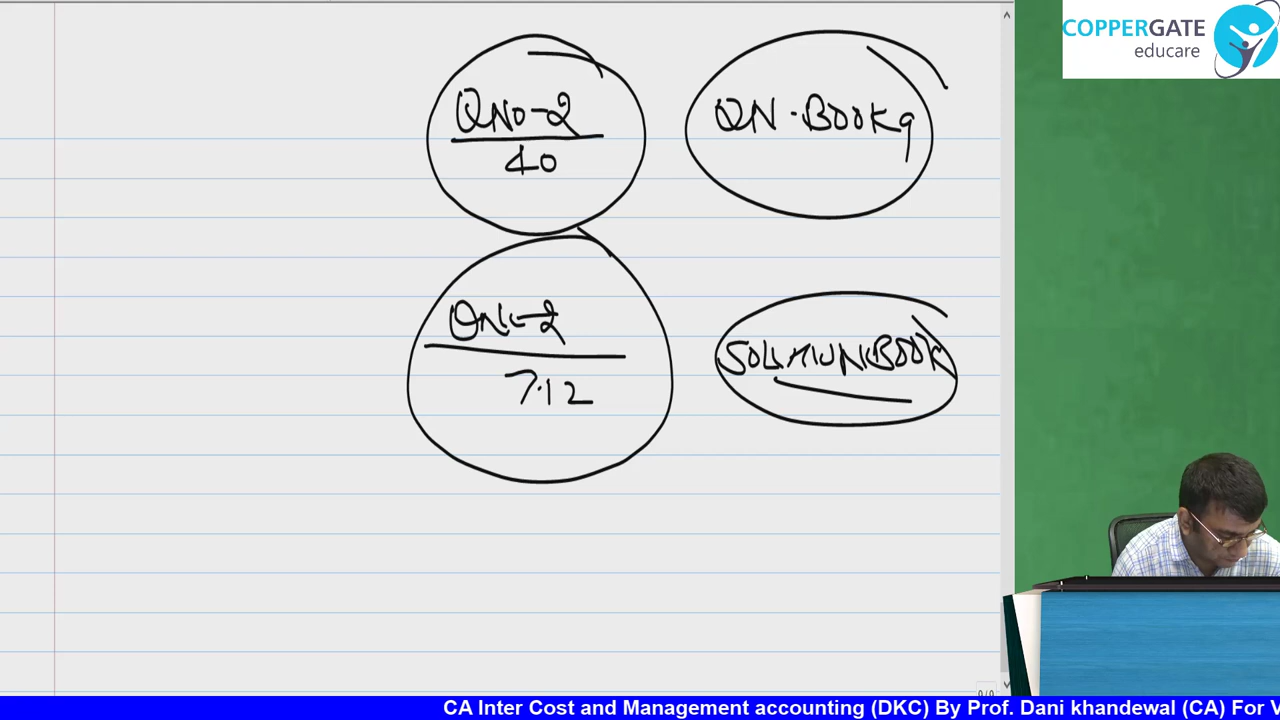 COPPERGATE
educare
QNO-2
40
QN.BOOK
QN-2
7.12
SOLUTION BOOK
CA Inter Cost and Management accounting (DKC) By Prof. Dani khandewal (CA) For V